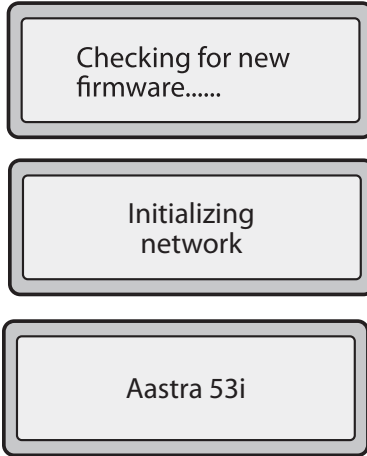 Checking for new
firmware......
Initializing
network
Aastra 53i